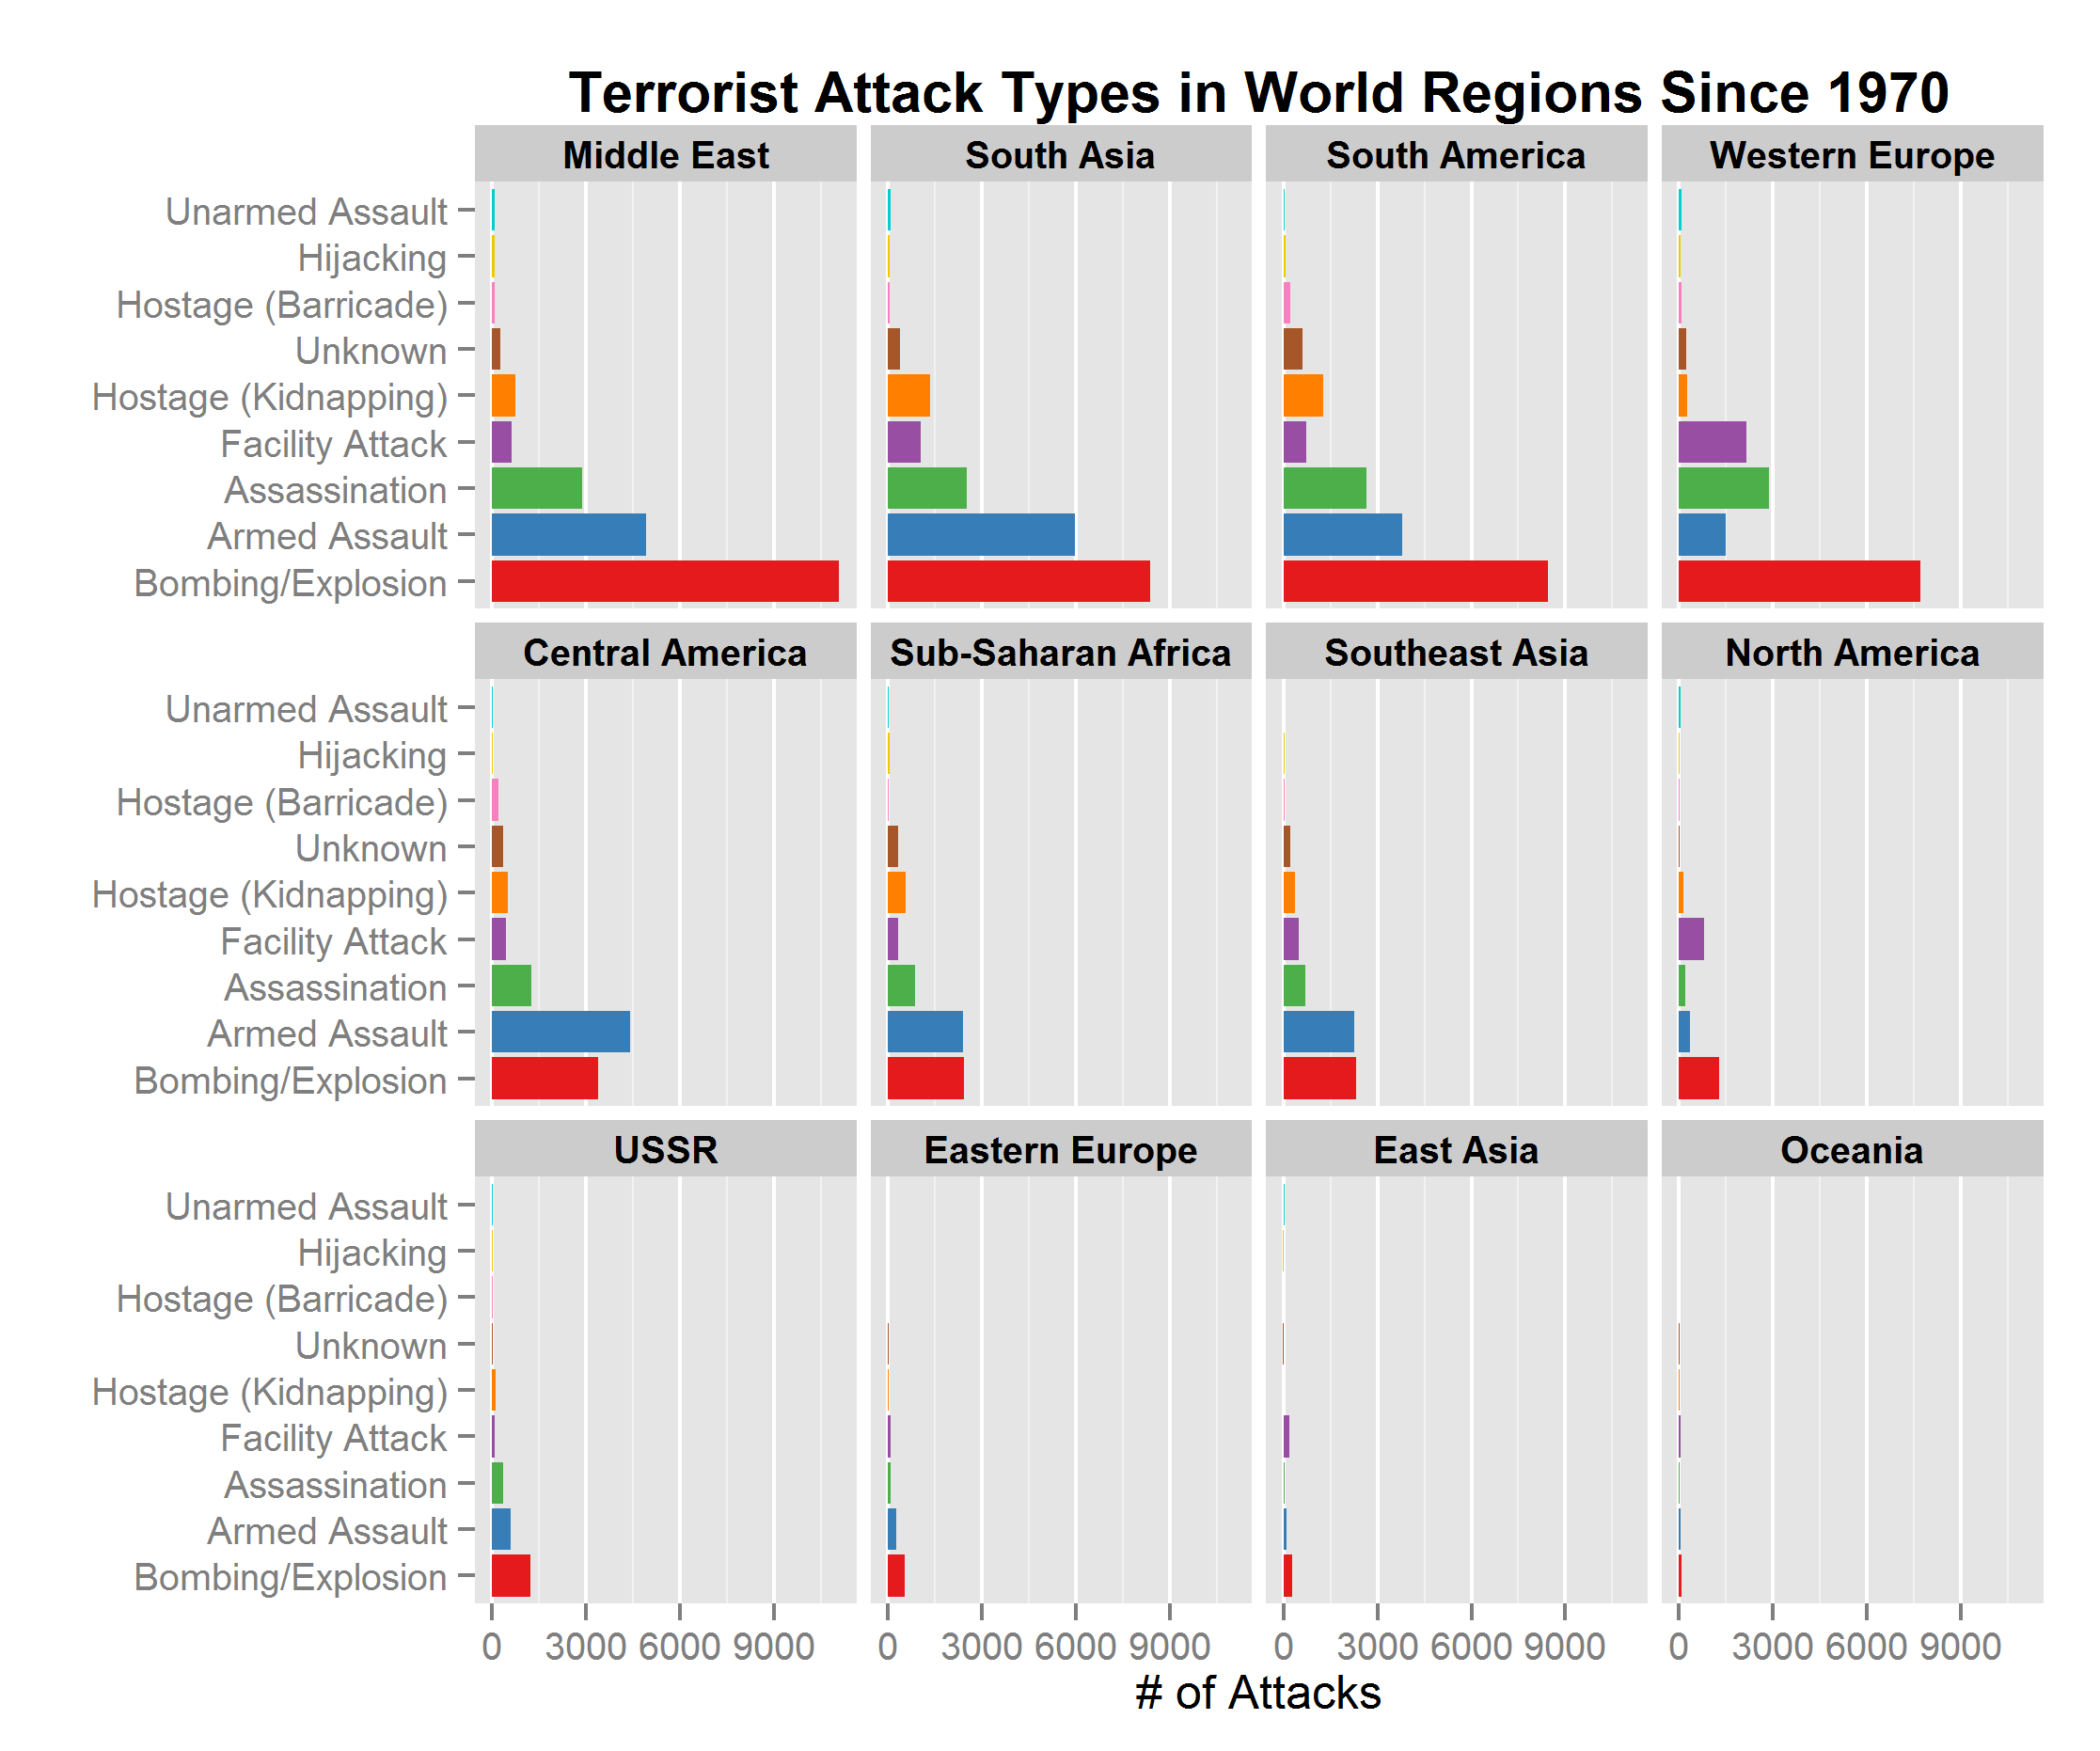 Terrorist Attack Types in World Regions Since 1970
Middle East South Asia South America Western Europe
Unarmed Assault
Hijacking
Hostage (Barricade)
Unknown
Hostage (Kidnapping)
Facility Attack
Assassination
Armed Assault
Bombing/Explosion
Central America Sub-Saharan Africa Southeast Asia North America
Unarmed Assault
Hijacking
Hostage (Barricade)
Unknown
Hostage (Kidnapping)
Facility Attack
Assassination
Armed Assault
Bombing/Explosion
USSR Eastern Europe East Asia Oceania
Unarmed Assault
Hijacking
Hostage (Barricade)
Unknown
Hostage (Kidnapping)
Facility Attack
Assassination
Armed Assault
Bombing/Explosion
0 3000 6000 9000 0 3000 6000 9000 0 3000 6000 9000 0 3000 6000 9000
# of Attacks